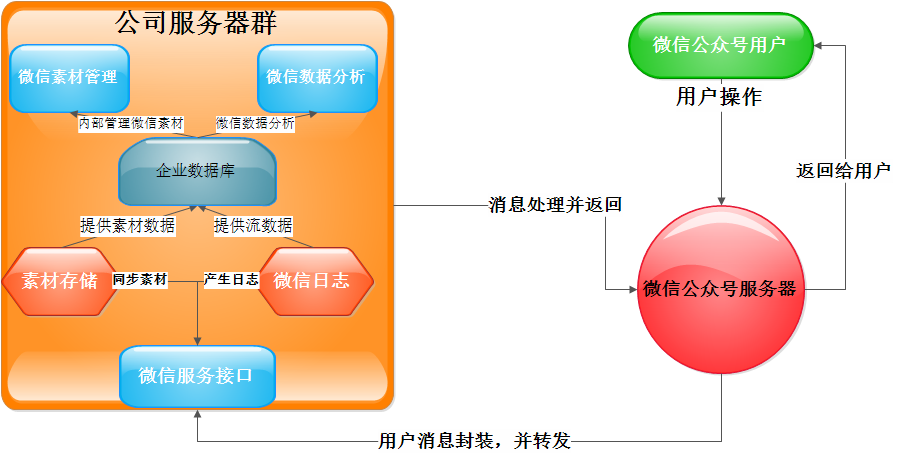 公司服务器群
微信公众号用户
微信素材管理
微信数据分析
用户操作
内部管理微信素材
微信数据分析
企业数据库
返回给用户
消息处理并返回
提供素材数据
提供流数据
素材存储
同步素材
产生日志
微信日志
微信公众号服务器
微信服务接口
用户消息封装，并转发